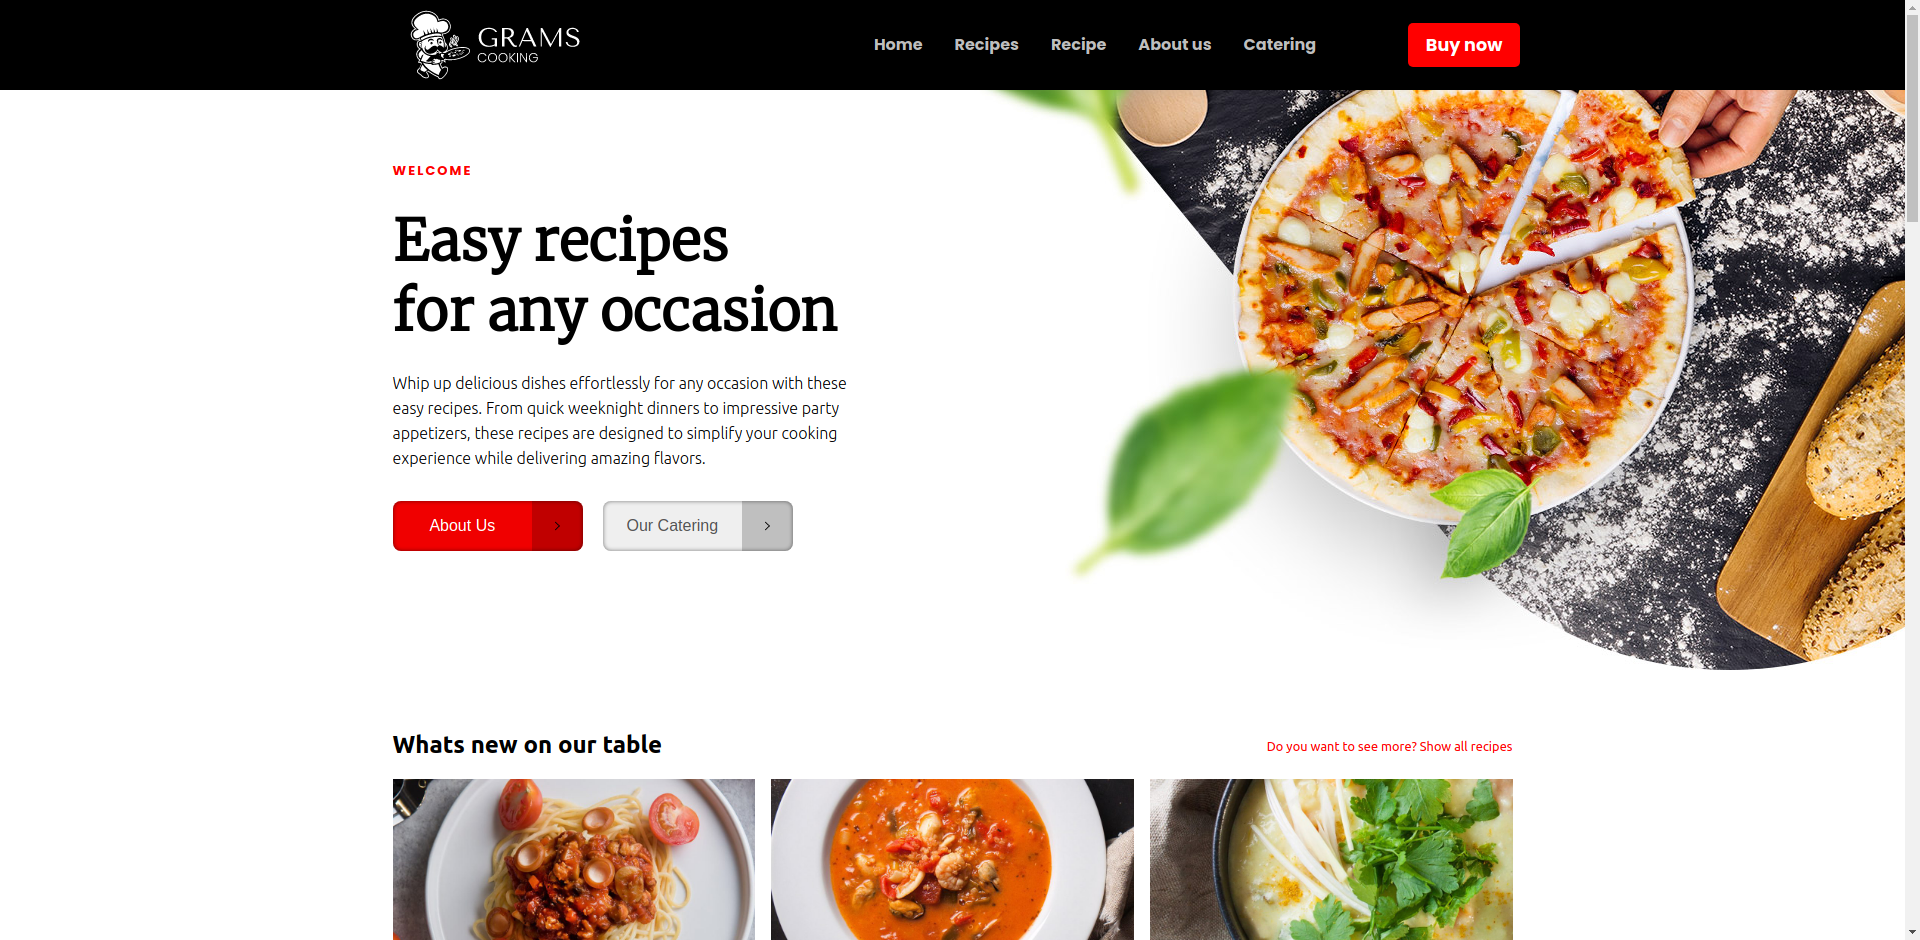 GRAMS
COOKING
Home
Recipes
Recipe
About us
Catering
Buy now
WELCOME
Easy recipes
for any occasion
Whip up delicious dishes effortlessly for any occasion with these
easy recipes. From quick weeknight dinners to impressive party
appetizers, these recipes are designed to simplify your cooking
experience while delivering amazing flavors.
About Us
Our Catering
Whats new on our table
Do you want to see more? Show all recipes